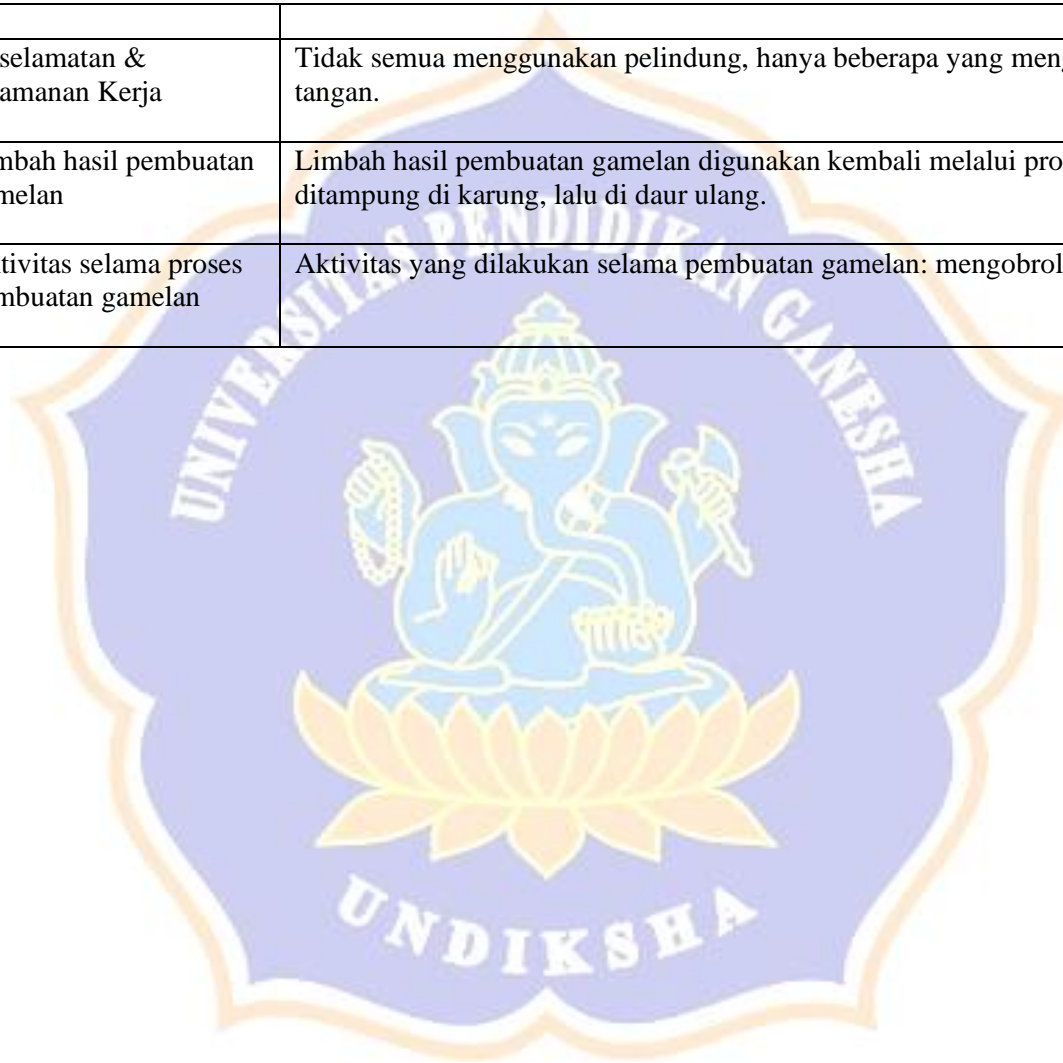 selamatan &
amanan Kerja
Tidak semua menggunakan pelindung, hanya beberapa yang meng
tangan.
mbah hasil pembuatan
melan
Limbah hasil pembuatan gamelan digunakan kembali melalui pro
ditampung di karung, lalu di daur ulang.
tivitas selama proses
mbuatan gamelan
Aktivitas yang dilakukan selama pembuatan gamelan: mengobrol
UNIVERSITAS PENDIDIKAN GANESHA
UNDIKSHA